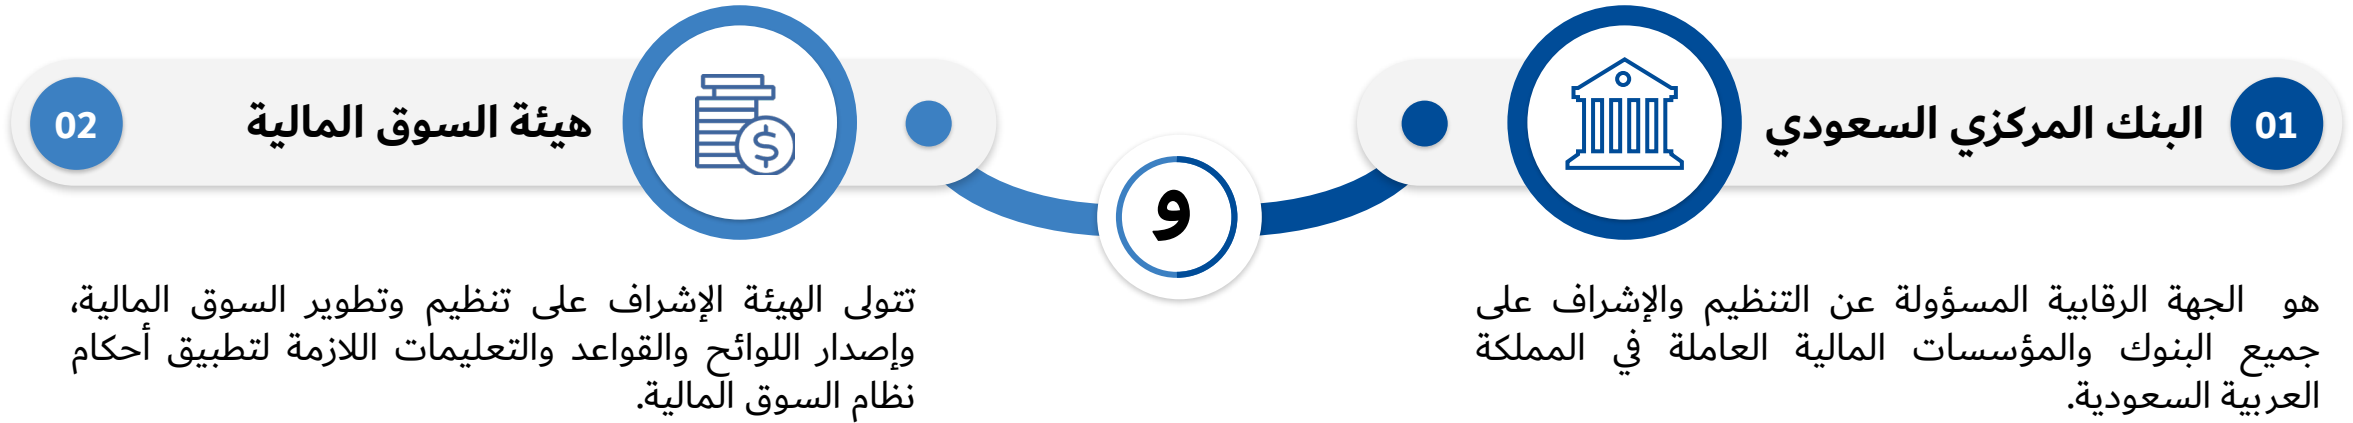 01
البنك المركزي السعودي
هو الجهة الرقابية المسؤولة عن التنظيم والإشراف على
جميع البنوك والمؤسسات المالية العاملة في المملكة
العربية السعودية.
و
02
هيئة السوق المالية
تتولى الهيئة الإشراف على تنظيم وتطوير السوق المالية،
وإصدار اللوائح والقواعد والتعليمات اللازمة لتطبيق أحكام
نظام السوق المالية.